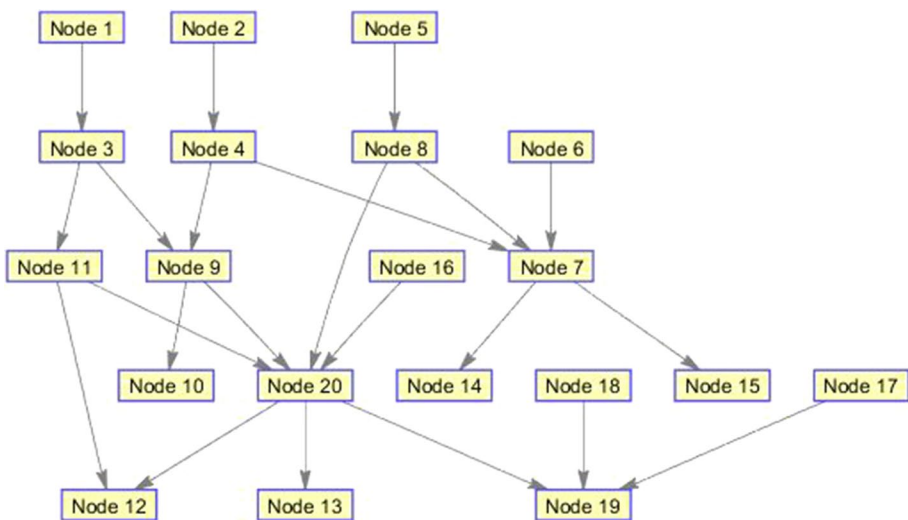 Node 1
Node 2
Node 5
Node 3
Node 4
Node 8
Node 6
Node 11
Node 9
Node 16
Node 7
Node 10
Node 20
Node 14
Node 18
Node 15
Node 17
Node 12
Node 13
Node 19